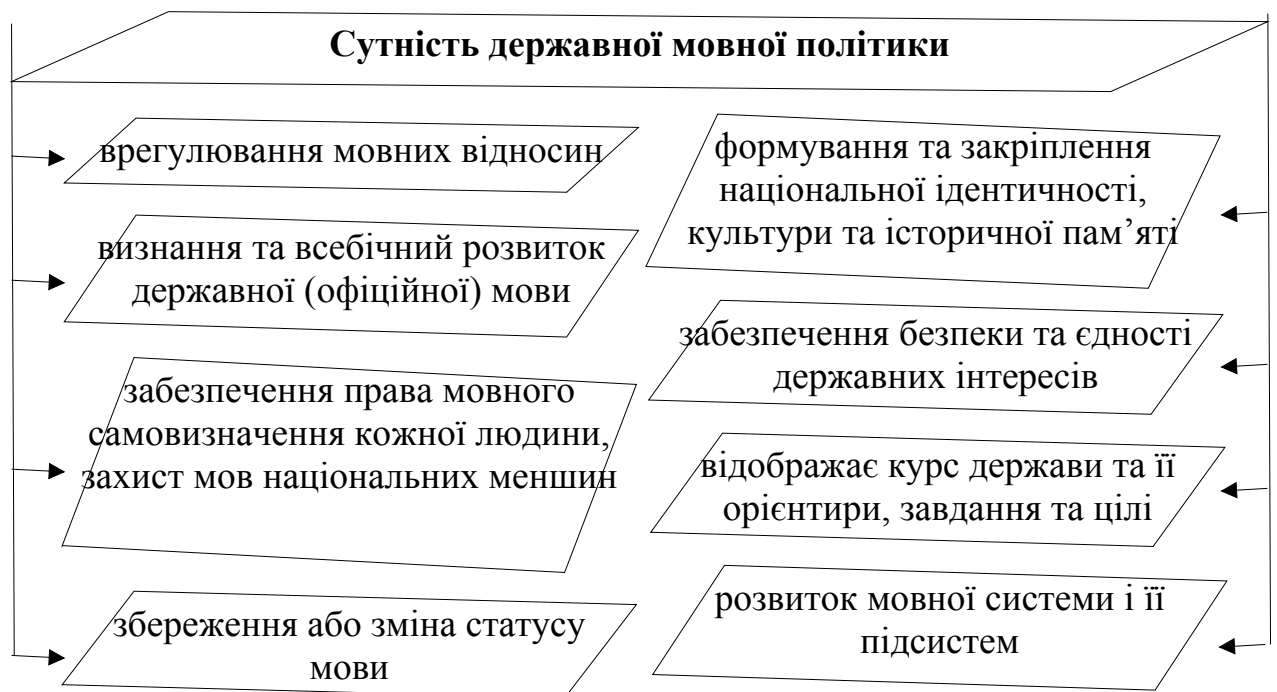 Сутність державної мовної політики
врегулювання мовних відносин
визнання та всебічний розвиток
державної (офіційної) мови
забезпечення права мовного
самовизначення кожної людини,
захист мов національних меншин
збереження або зміна статусу
мови
формування та закріплення
національної ідентичності,
культури та історичної пам’яті
забезпечення безпеки та єдності
державних інтересів
відображає курс держави та її
орієнтири, завдання та цілі
розвиток мовної системи і її
підсистем